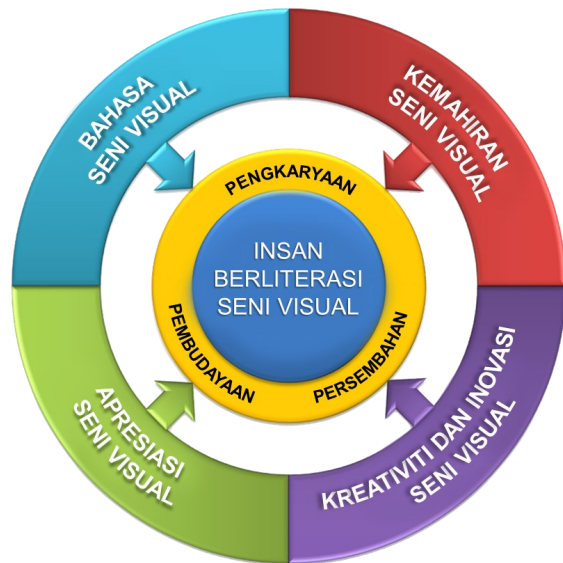 BAHASA
SENI VISUAL
KEMAHIRAN
SENI VISUAL
PENGKARYAAN
INSAN
BERLITERASI
SENI VISUAL
PEMBUDAYAAN
PERSEMBAHAN
APRESIASI
SENI VISUAL
KREATIVITI DAN INOVASI
SENI VISUAL